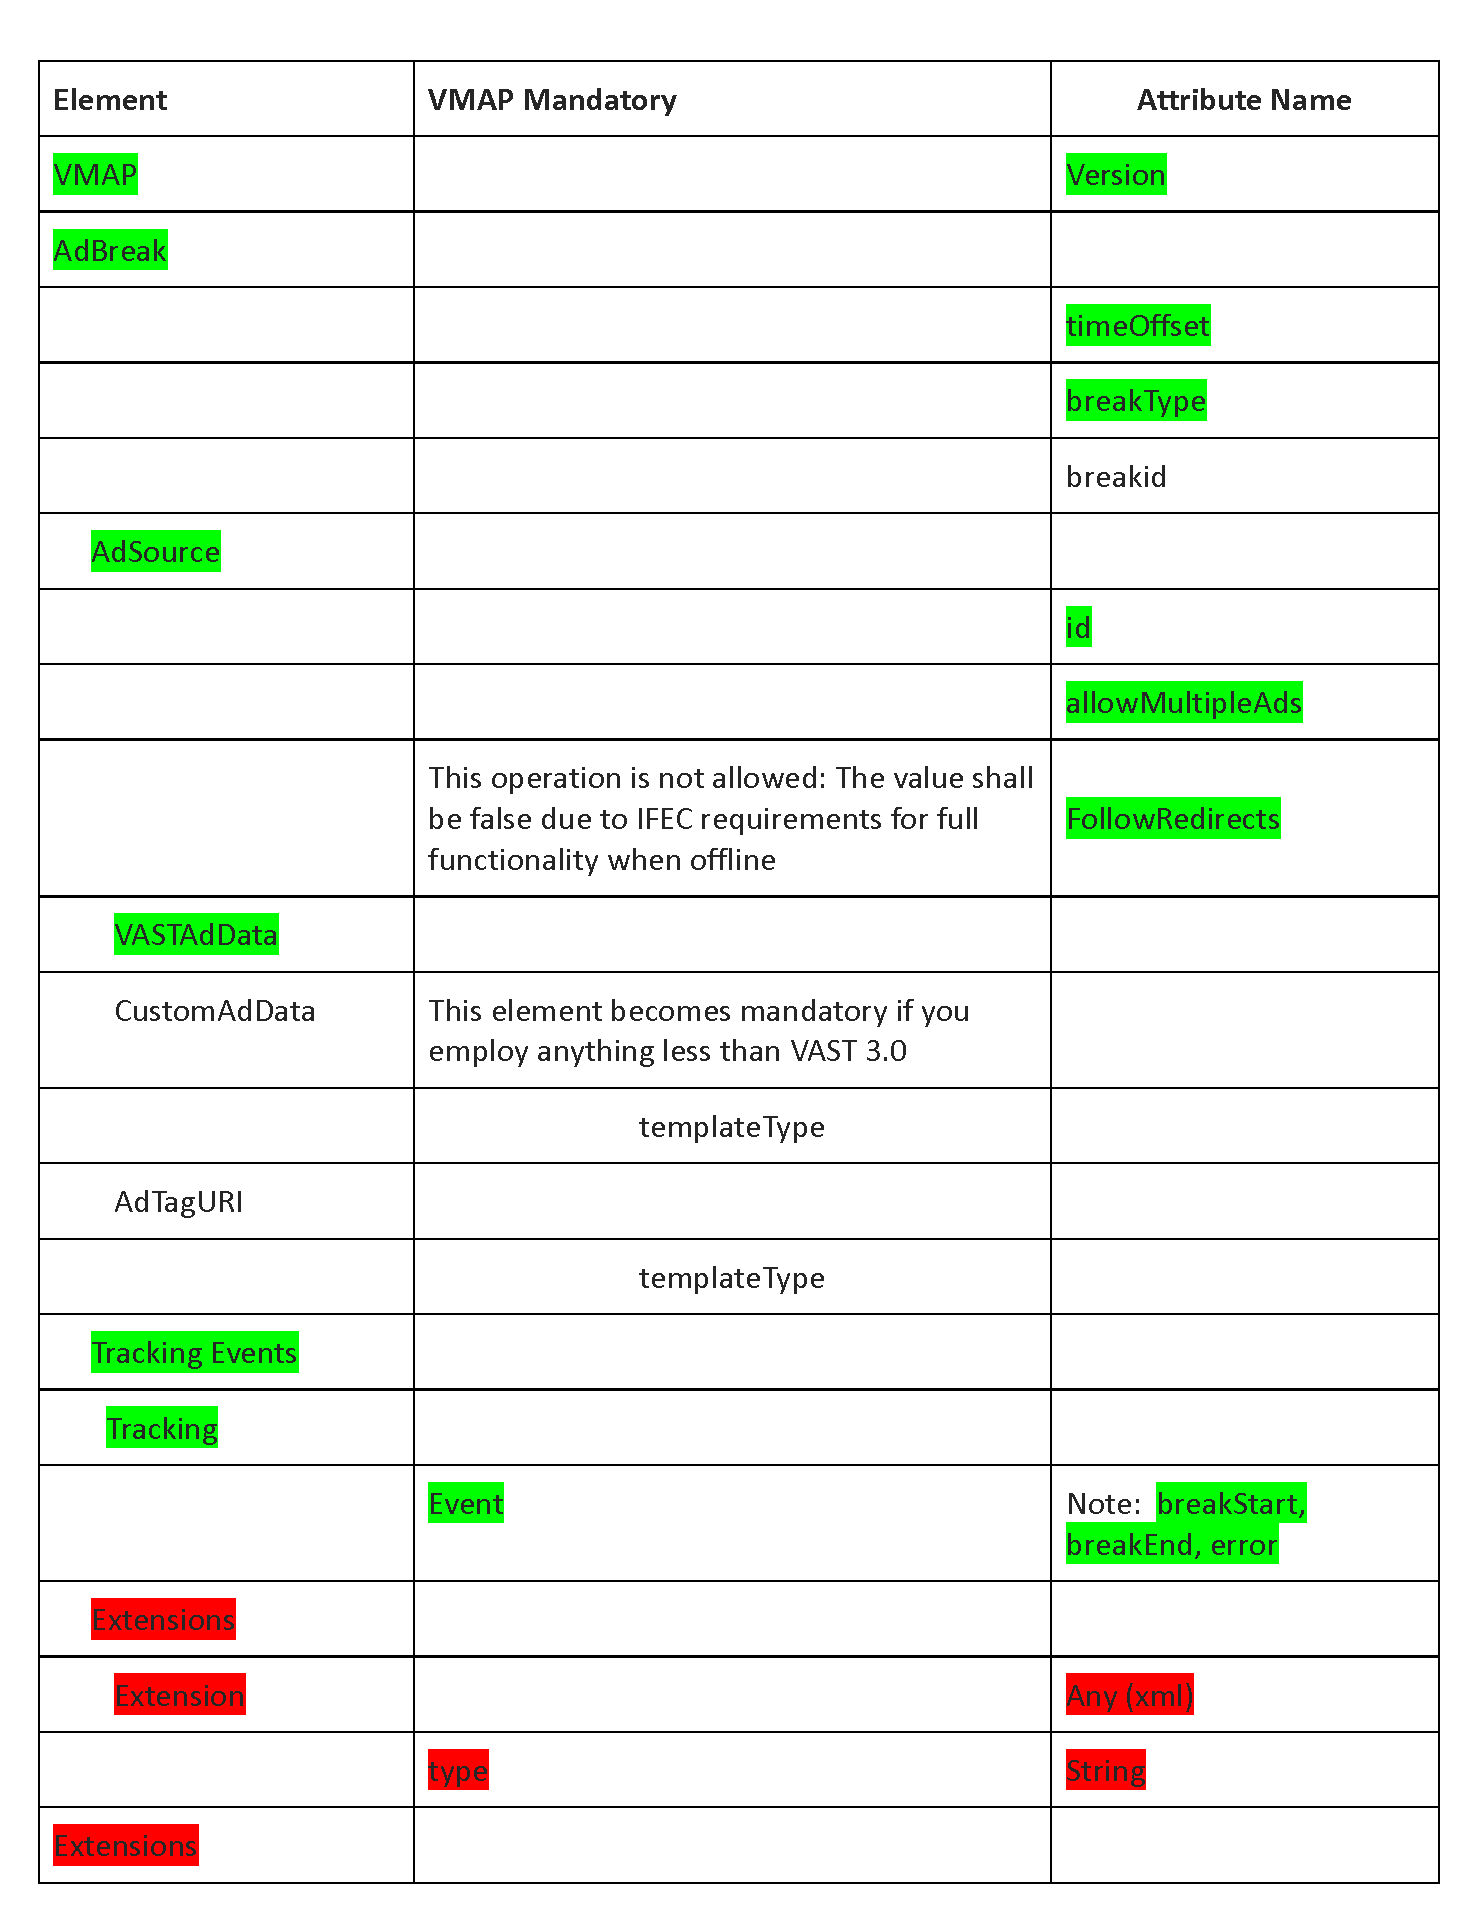 Element VMAP Mandatory Attribute Name
VMAP Version
AdBreak
timeOffset
breakType
breakid
AdSource
id
allowMultipleAds
This operation is not allowed: The value shall
be false due to IFEC requirements for full
functionality when offline
FollowRedirects
VASTAdData
CustomAdData
This element becomes mandatory if you
employ anything less than VAST 3.0
templateType
AdTagURI
templateType
Tracking Events
Tracking
Event
Note: breakStart,
breakEnd, error
Extensions
Extension Any (xml)
type String
Extensions